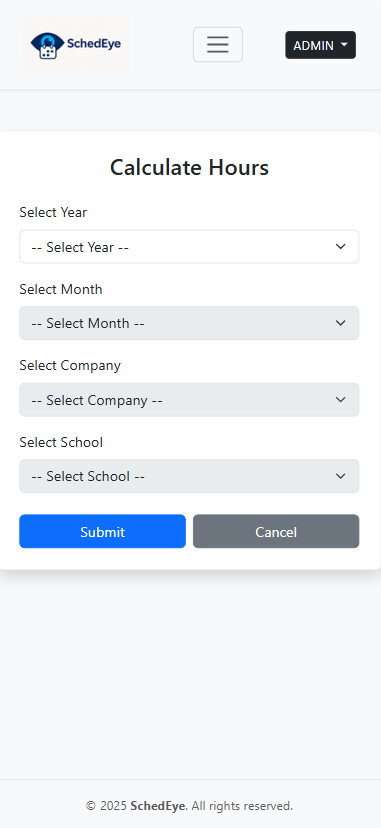 SchedEye
ADMIN
Calculate Hours
Select Year
-- Select Year --
Select Month
-- Select Month --
Select Company
-- Select Company --
Select School
-- Select School --
Submit Cancel
© 2025 SchedEye. All rights reserved.